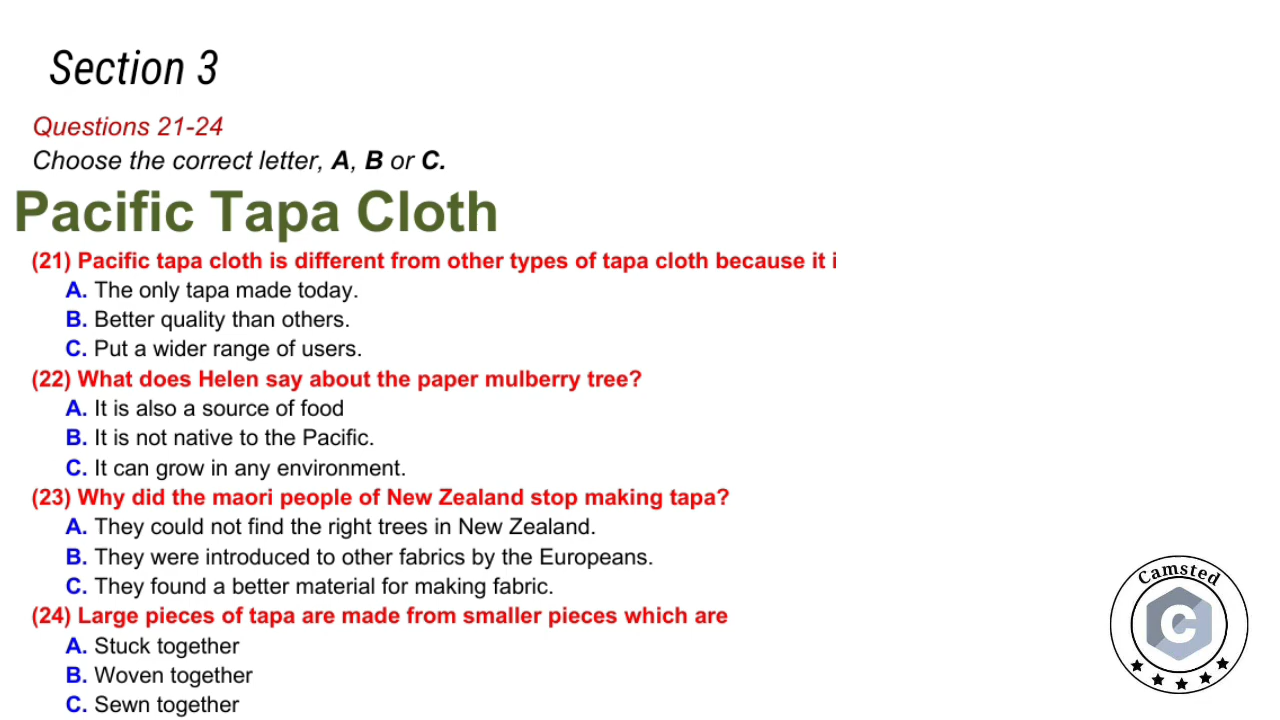 Section 3
Questions 21-24
Choose the correct letter, A, B or C.
Pacific Tapa Cloth
(21) Pacific tapa cloth is different from other types of tapa cloth because it i
A. The only tapa made today.
B. Better quality than others.
C. Put a wider range of users.
(22) What does Helen say about the paper mulberry tree?
A. It is also a source of food
B. It is not native to the Pacific.
C. It can grow in any environment.
(23) Why did the maori people of New Zealand stop making tapa?
A. They could not find the right trees in New Zealand.
B. They were introduced to other fabrics by the Europeans.
C. They found a better material for making fabric.
(24) Large pieces of tapa are made from smaller pieces which are
A. Stuck together
B. Woven together
C. Sewn together
Camsted
C